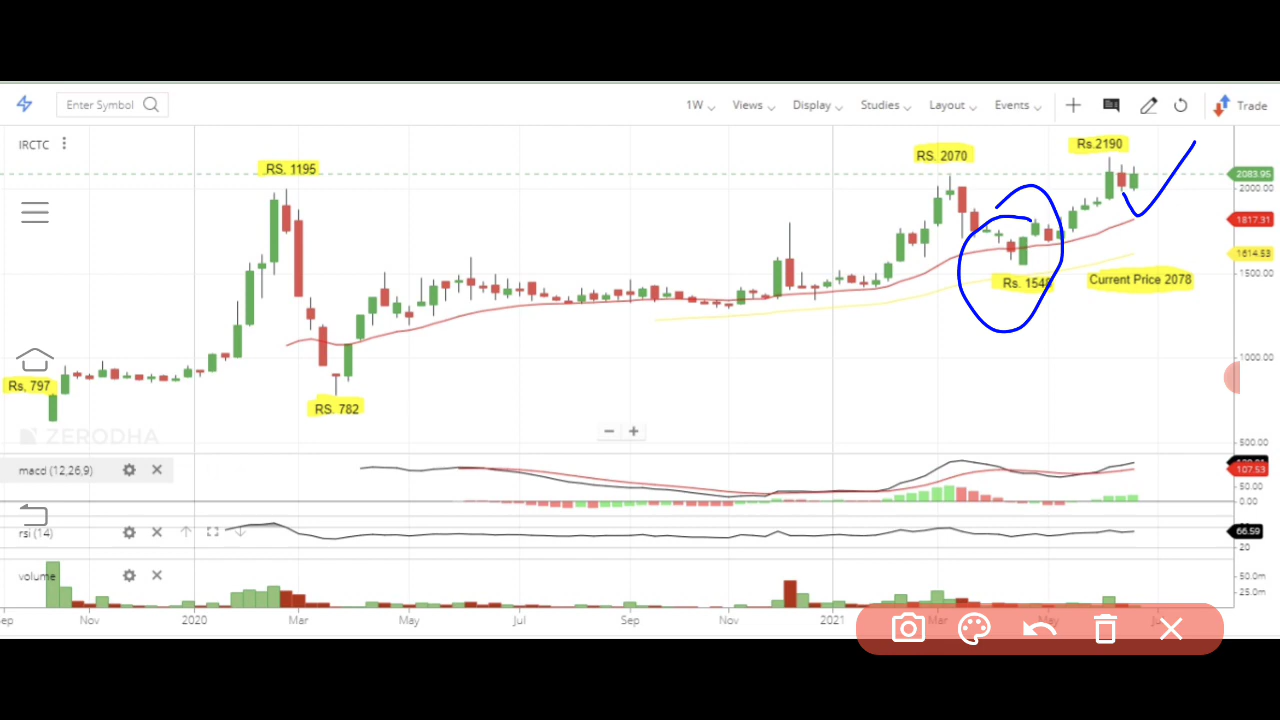 Enter Symbol
1W Views Display Studies Layout Events Trade
IRCTC
RS. 1195
RS. 2070
Rs.2190
2083.95
2000.00
1817.31
1614.53
1500.00
Rs. 1548
Current Price 2078
1000.00
Rs, 797
RS. 782
ZERODHA
500.00
macd (12,26,9)
107.53
50.00
0.00
rsi (14)
66.59
20
volume
50.0m
25.0m
Nov 2020 Mar May Jul Sep Nov 2021 Mar May